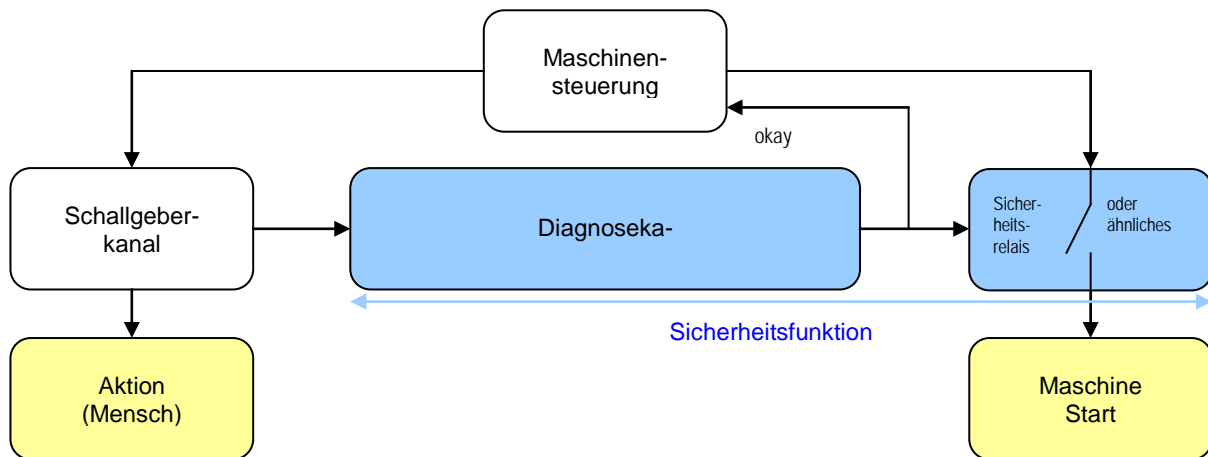 Maschinen-
steuerung
okay
Schallgeber-
kanal
Diagnoseka-
Sicher-
heits-
relais
oder
ähnliches
Sicherheitsfunktion
Aktion
(Mensch)
Maschine
Start